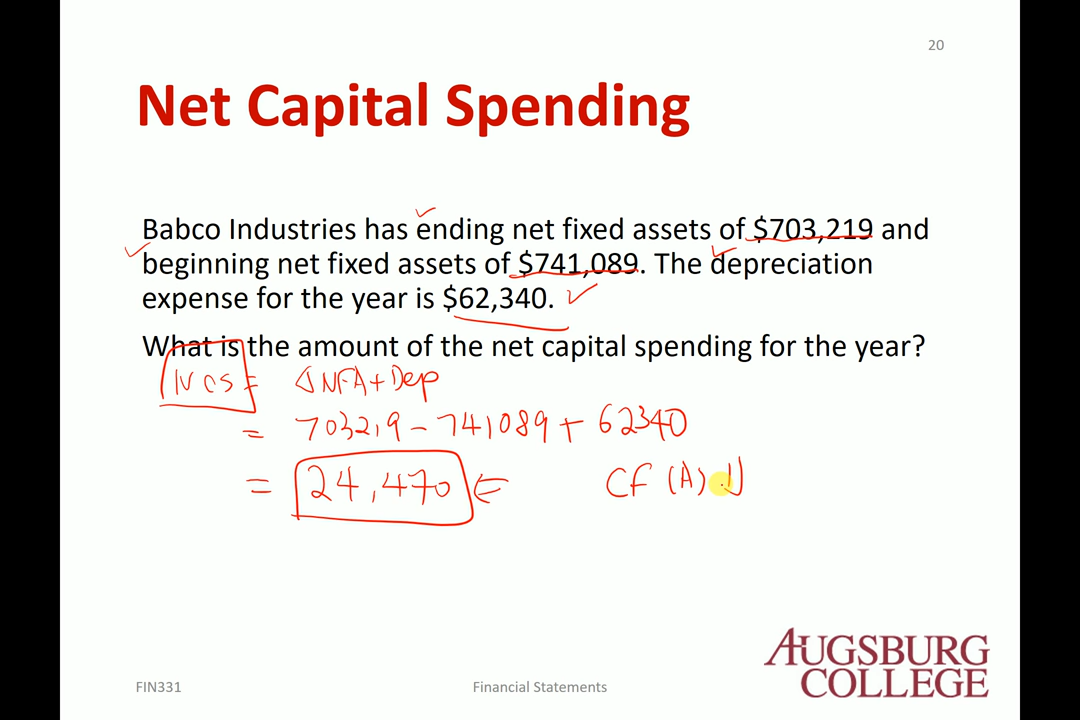 20
Net Capital Spending
Babco Industries has ending net fixed assets of $703,219 and
beginning net fixed assets of $741,089. The depreciation
expense for the year is $62,340.
What is the amount of the net capital spending for the year?
NCS = ΔNFA + Dep
= 703219 - 741089 + 62340
= 24,470 ⇐ CF (A) ↓
AUGSBURG
COLLEGE
FIN331 Financial Statements